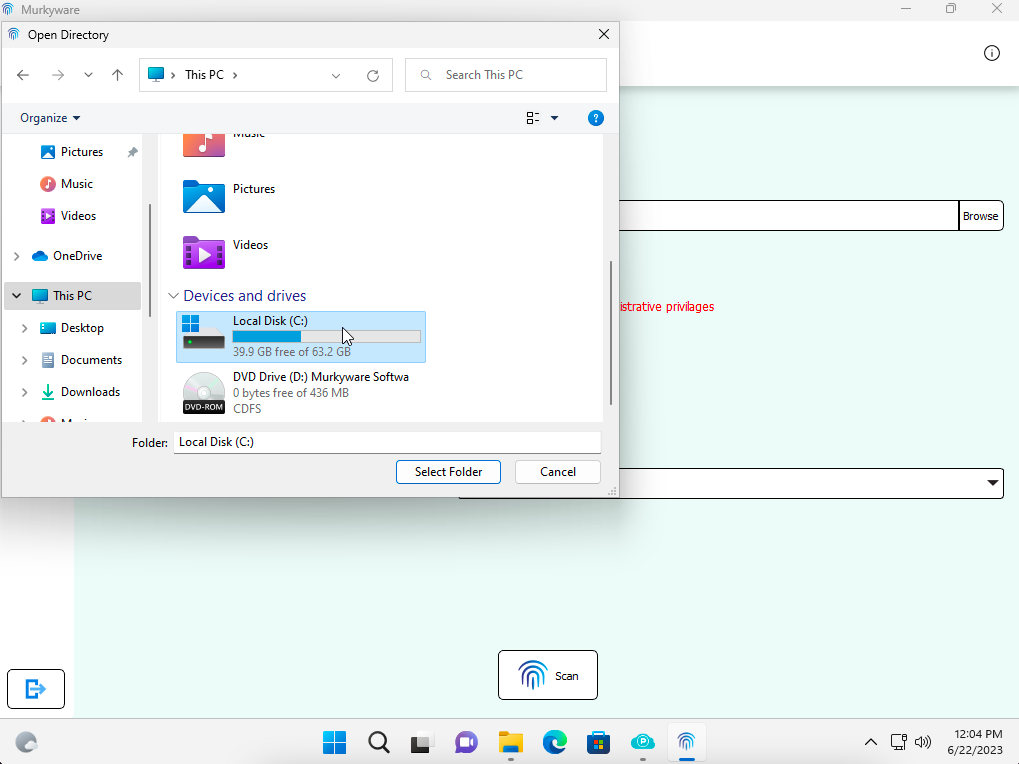 Murkyware
Open Directory
This PC
Search This PC
Organize
?
Pictures
Music
Videos
OneDrive
This PC
Desktop
Documents
Downloads
Music
Pictures
Videos
Devices and drives
Local Disk (C:)
39.9 GB free of 63.2 GB
DVD Drive (D:) Murkyware Softwa
DVD-ROM
0 bytes free of 436 MB
CDFS
Folder:
Local Disk (C:)
Select Folder
Cancel
Browse
istrative privilages
Scan
12:04 PM
6/22/2023